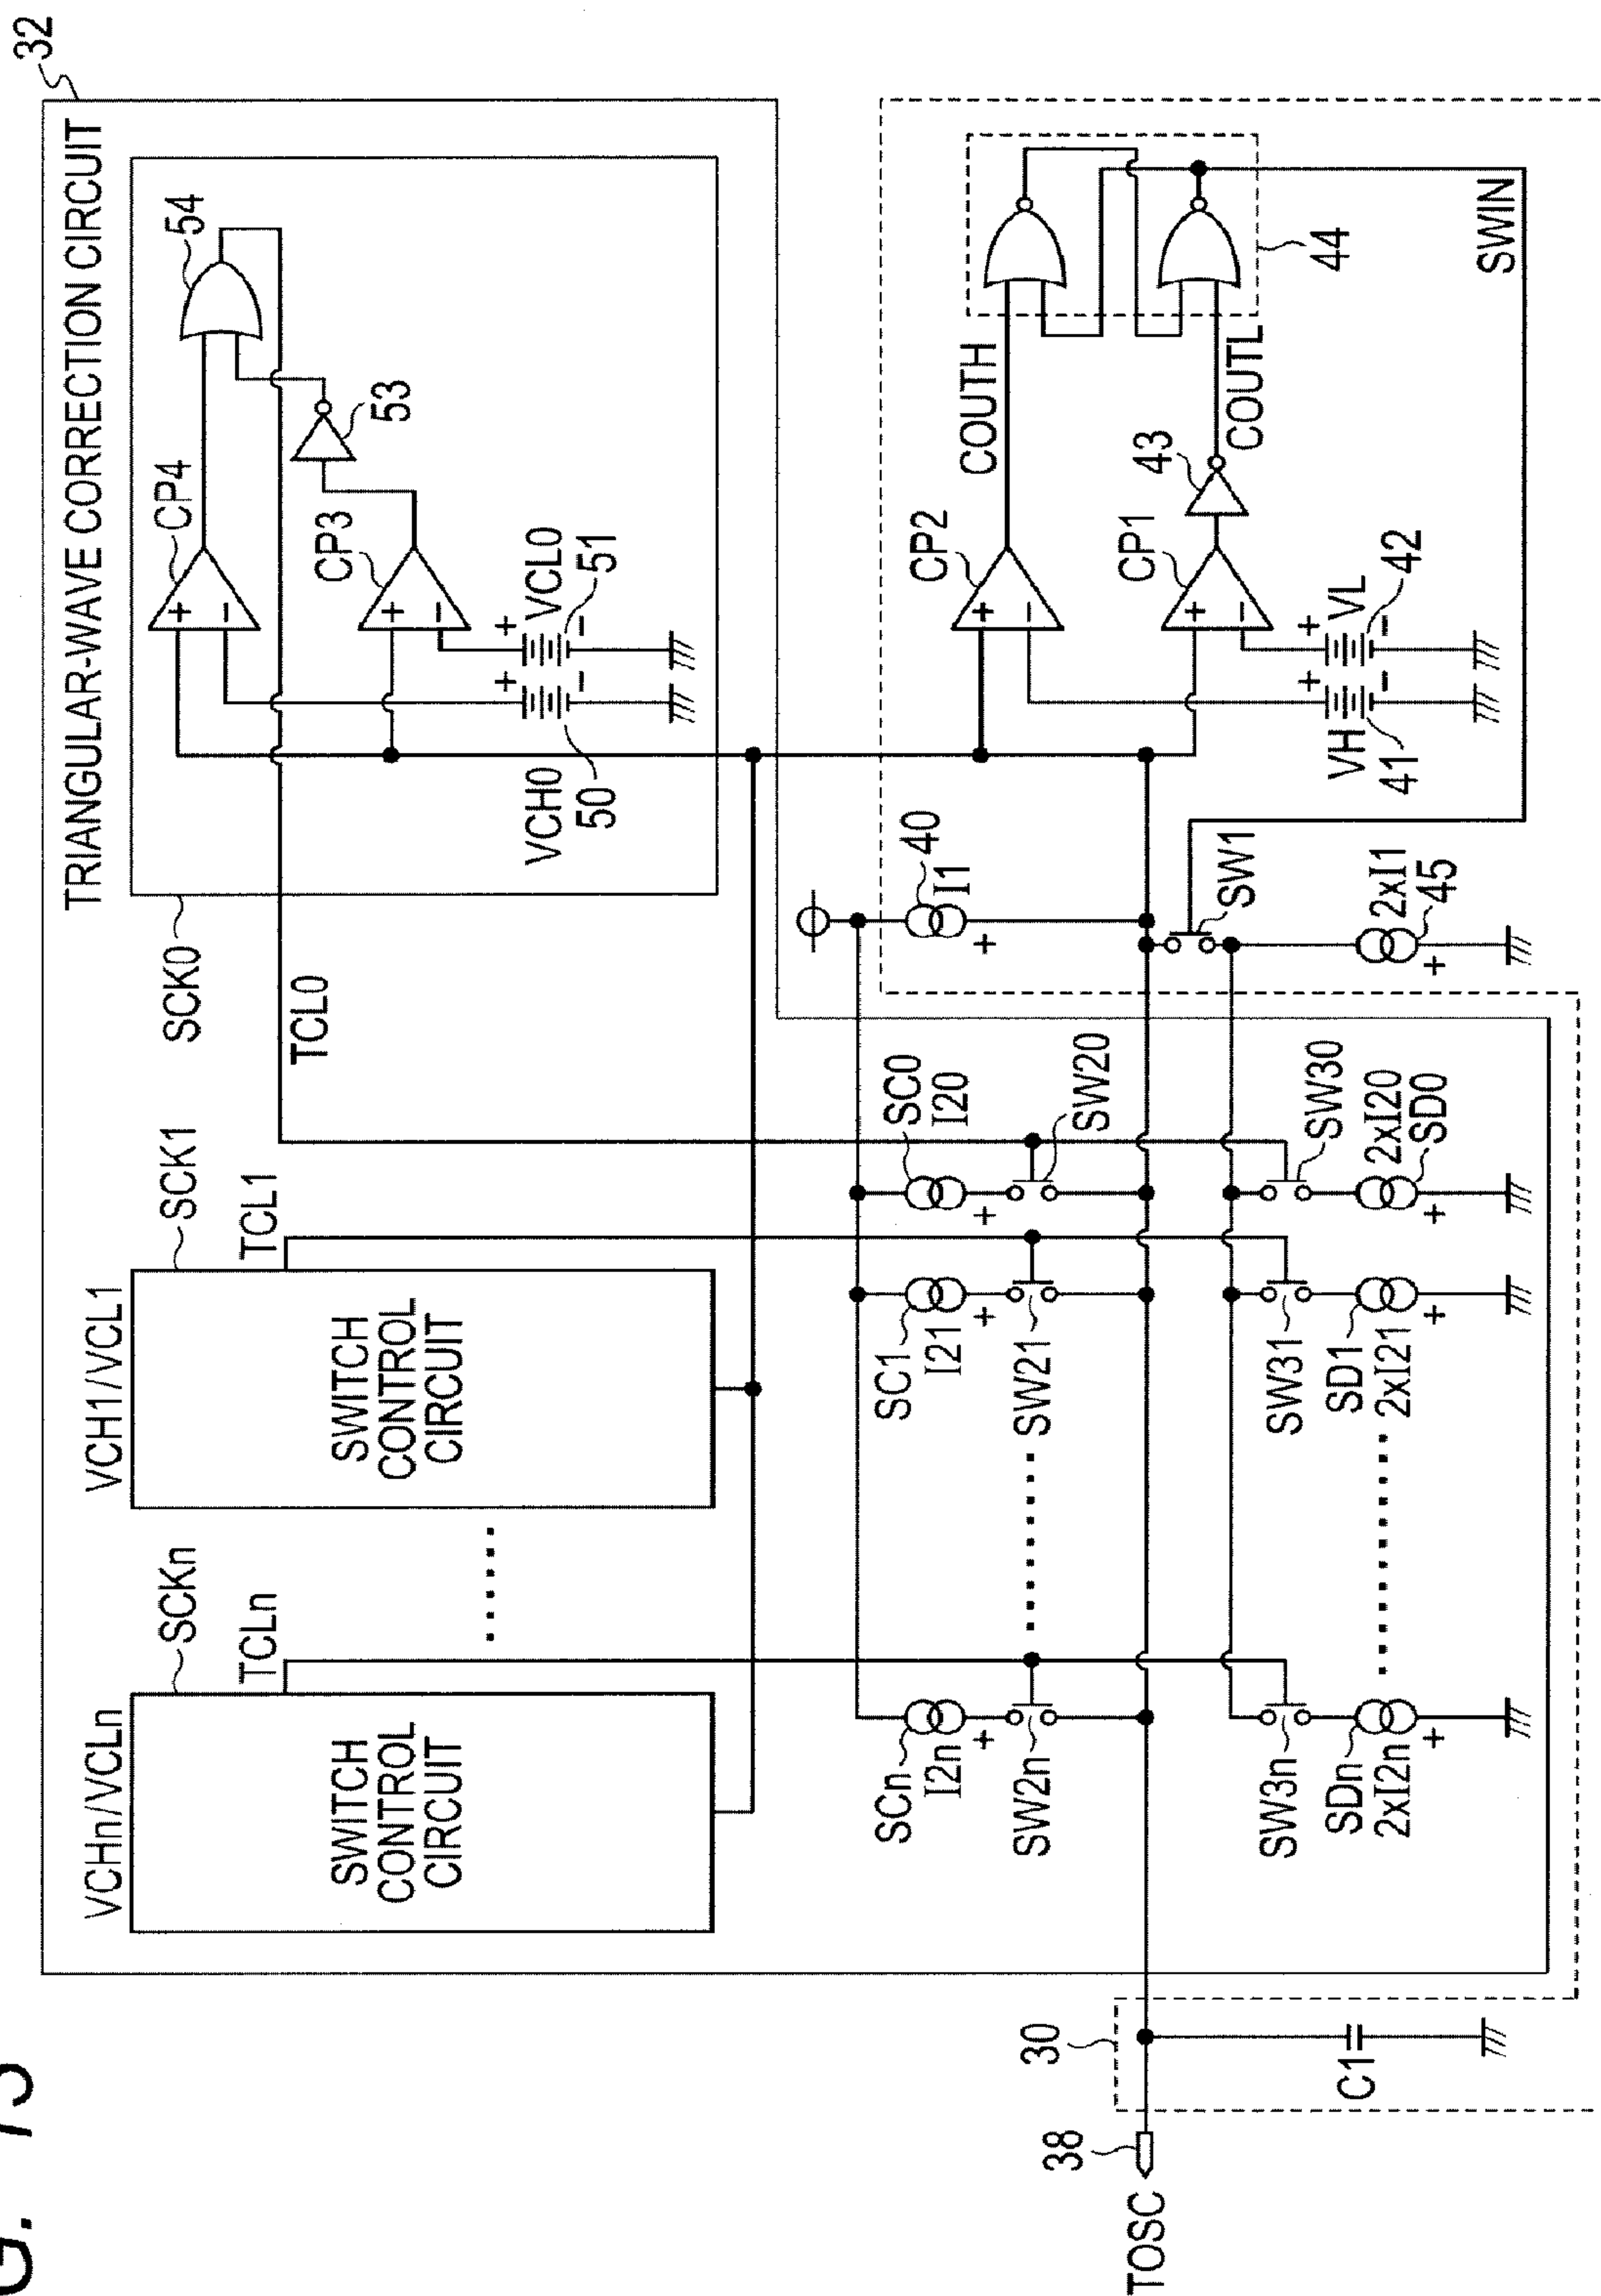 32
TRIANGULAR-WAVE CORRECTION CIRCUIT
54
CP4
53
CP3
+
−
+
−
+
VCL0
−
51
+
−
VCH0
50
SCK0
TCL0
SCK1
VCH1/VCL1
TCL1
SWITCH
CONTROL
CIRCUIT
SCKn
VCHn/VCLn
TCLn
SWITCH
CONTROL
CIRCUIT
COUTH
44
SWIN
COUTL
43
CP2
+
−
CP1
+
−
+
VL
−
42
+
VH
−
41
40
I1
+
SW1
2xI1
45
+
SC0
I20
+
SW20
SW30
2xI20
SD0
+
SC1
I21
+
SW21
SW31
SD1
2xI21
+
SCn
I2n
+
SW2n
SW3n
SDn
2xI2n
+
30
C1
38
TOSC